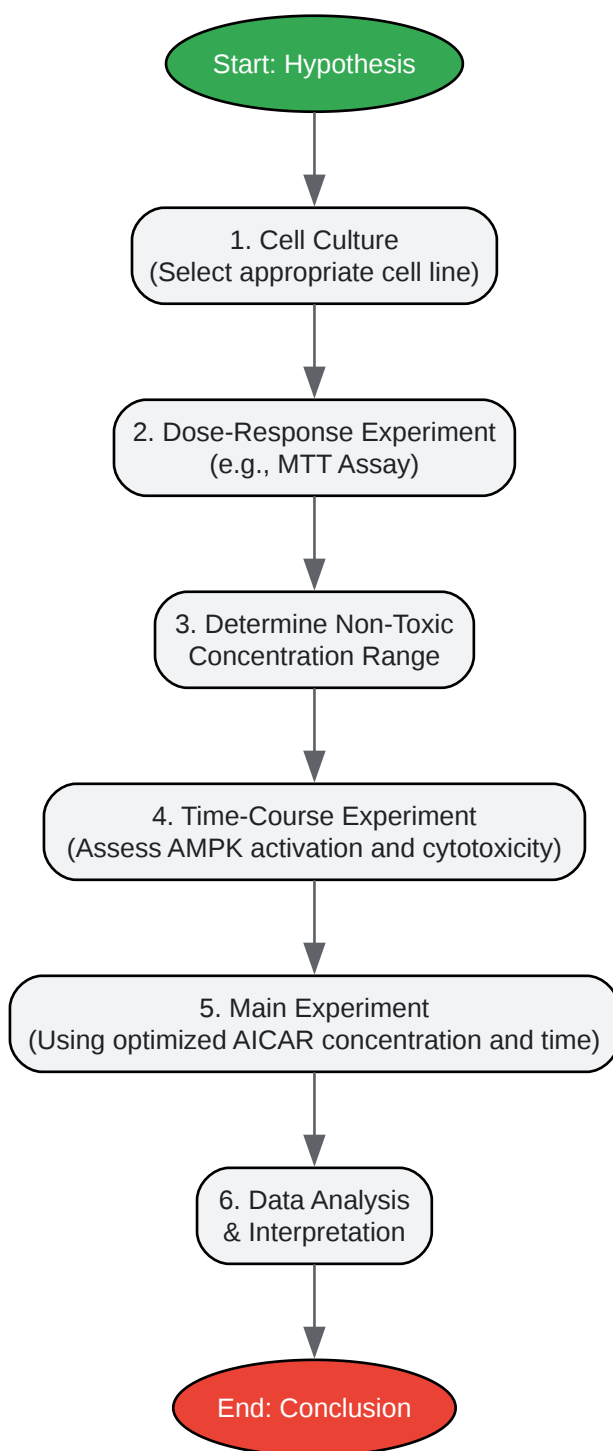 Start: Hypothesis
1. Cell Culture
(Select appropriate cell line)
2. Dose-Response Experiment
(e.g., MTT Assay)
3. Determine Non-Toxic
Concentration Range
4. Time-Course Experiment
(Assess AMPK activation and cytotoxicity)
5. Main Experiment
(Using optimized AICAR concentration and time)
6. Data Analysis
& Interpretation
End: Conclusion